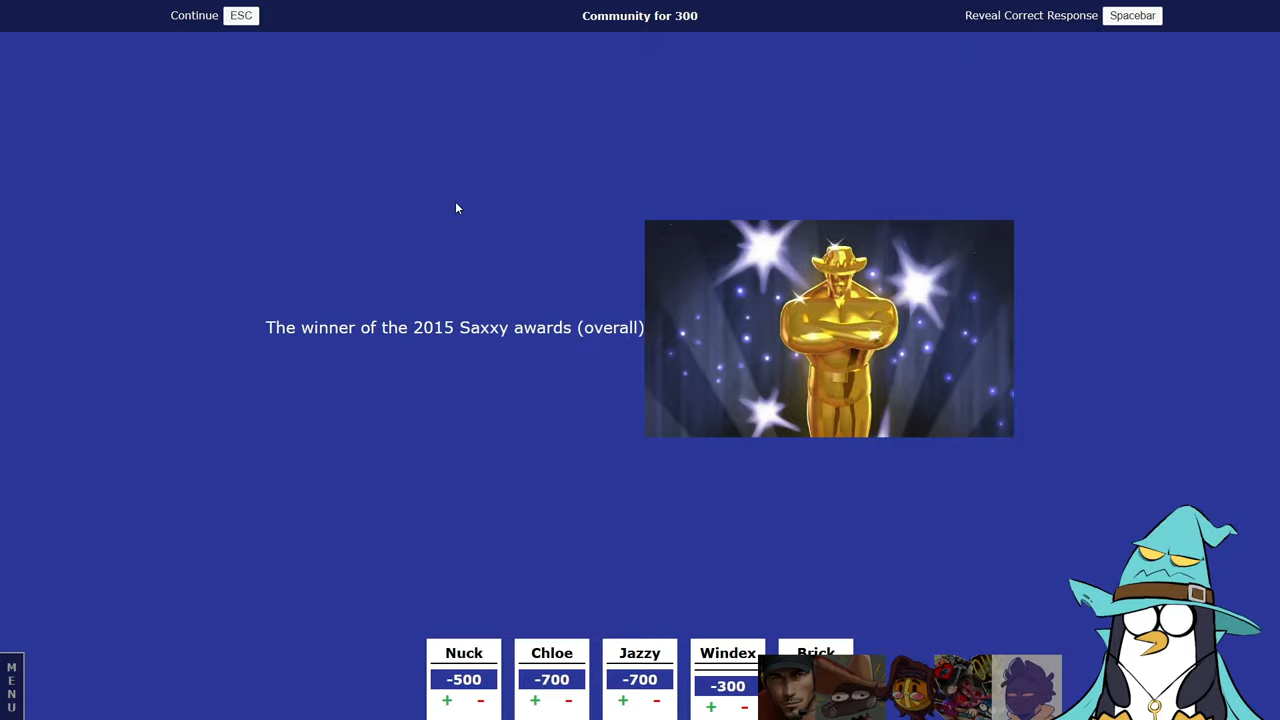 Continue ESC
Community for 300
Reveal Correct Response Spacebar
The winner of the 2015 Saxxy awards (overall)
MENU
Nuck
-500
+ -
Chloe
-700
+ -
Jazzy
-700
+ -
Windex
-300
+ -
Brick